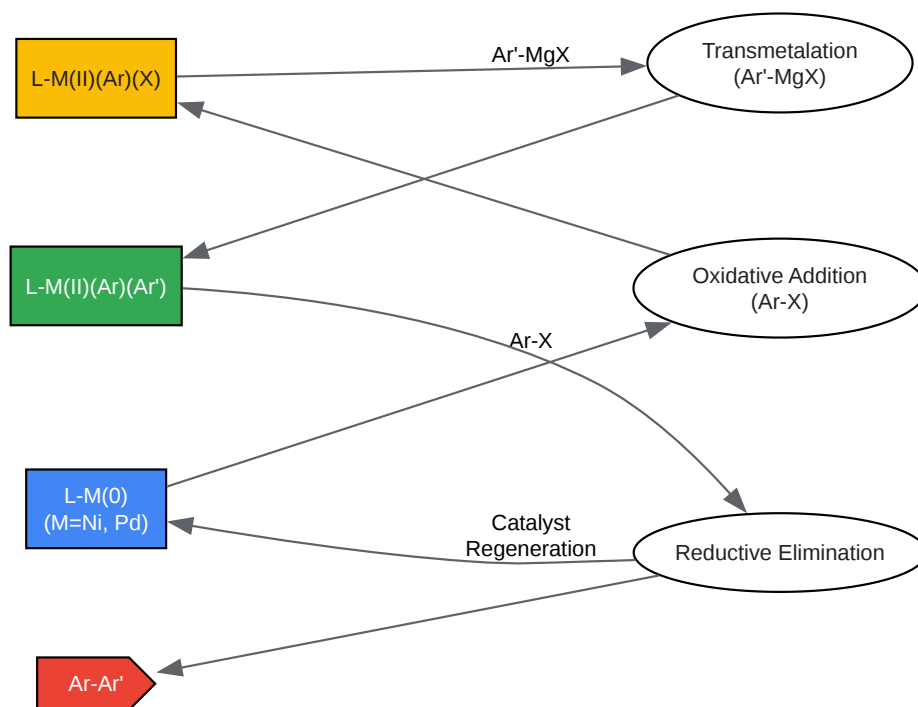 L-M(II)(Ar)(X)
Ar'-MgX
Transmetalation
(Ar'-MgX)
L-M(II)(Ar)(Ar')
Oxidative Addition
(Ar-X)
Ar-X
L-M(0)
(M=Ni, Pd)
Catalyst
Regeneration
Reductive Elimination
Ar-Ar'